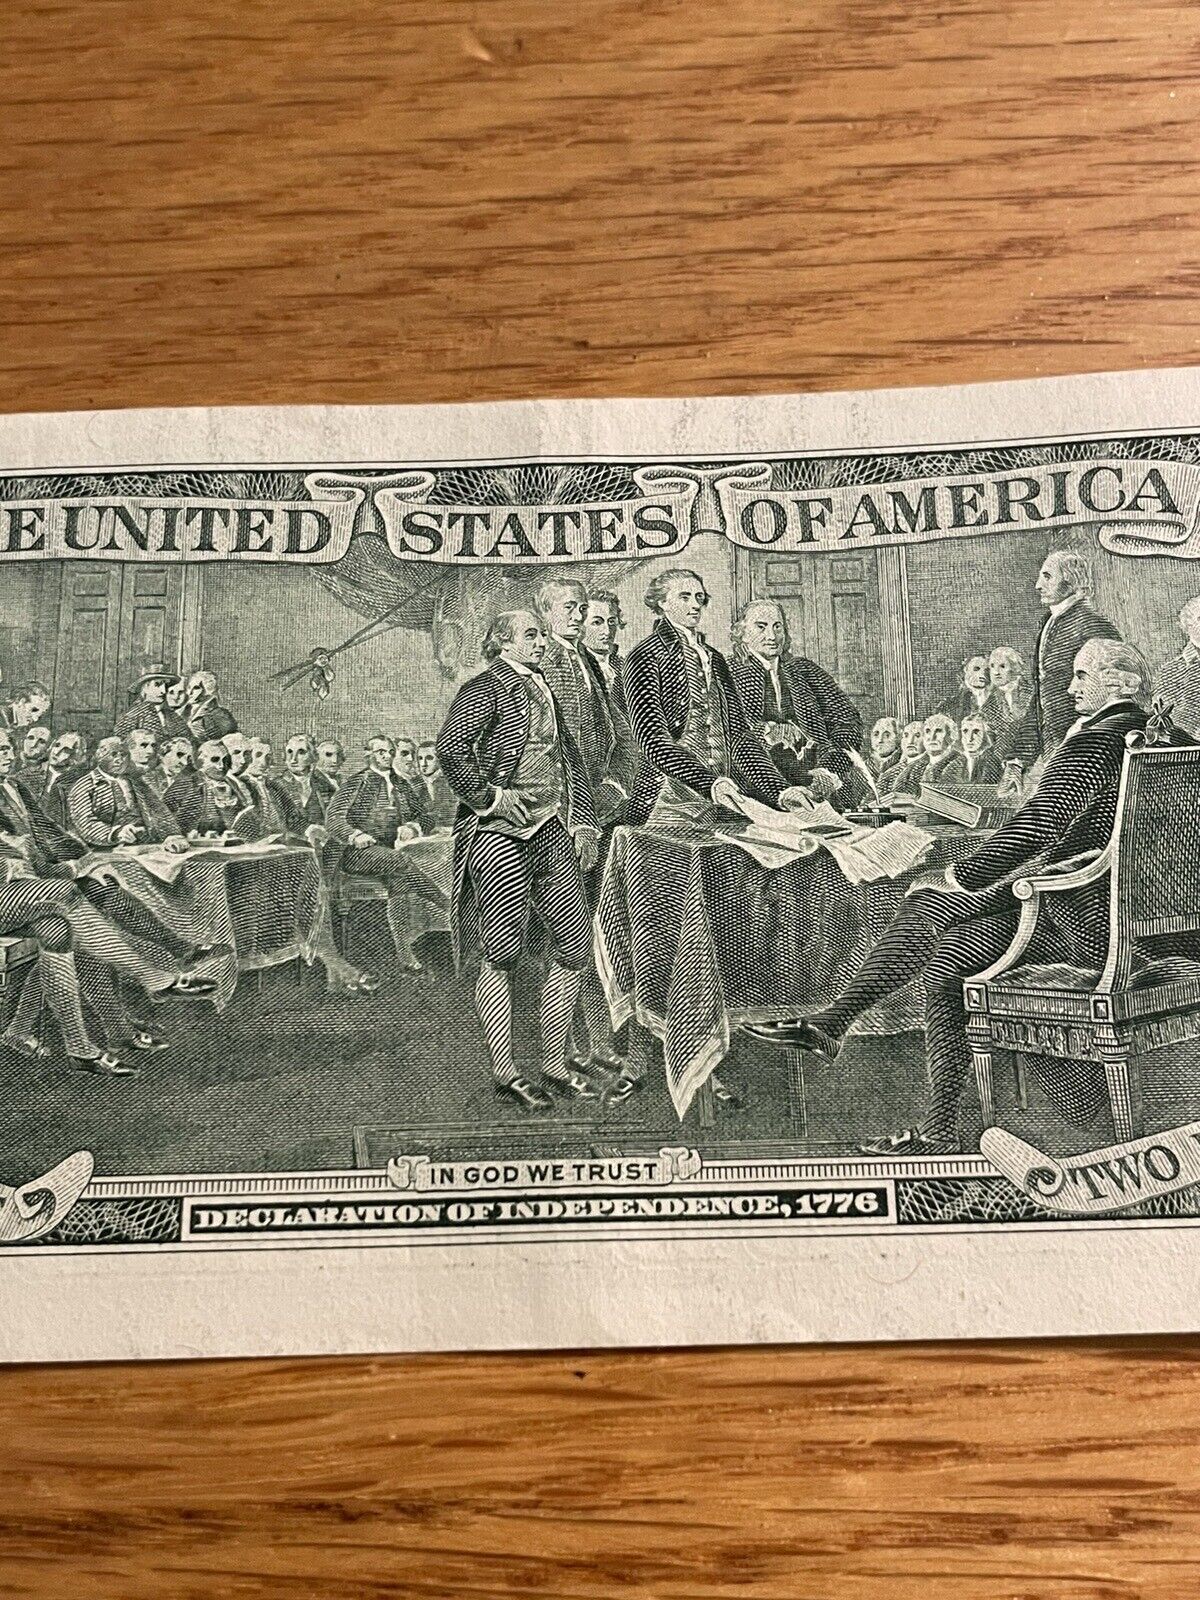 E UNITED STATES OF AMERICA
IN GOD WE TRUST
DECLARATION OF INDEPENDENCE, 1776
TWO